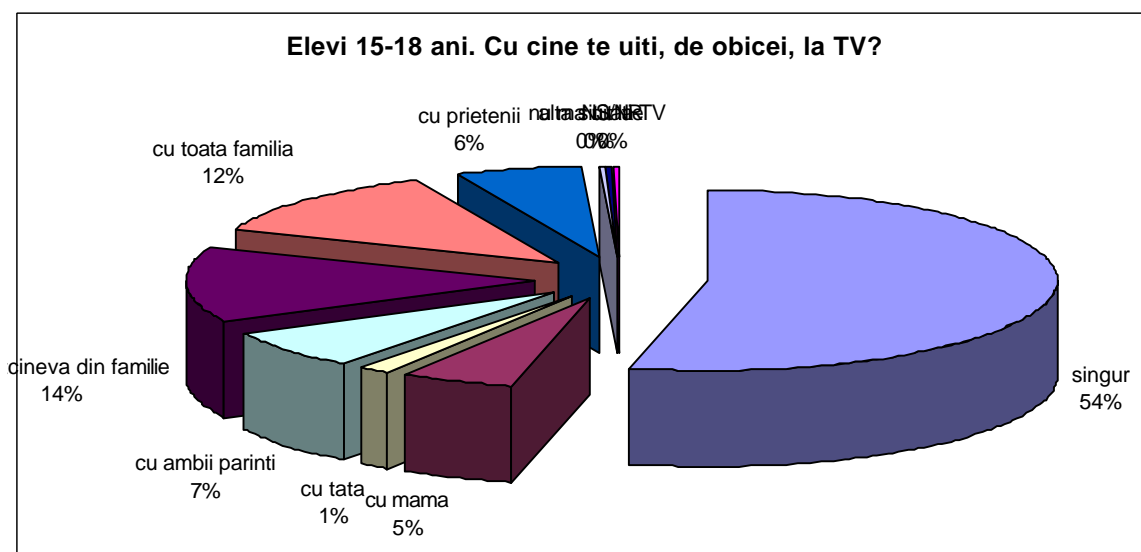 Elevi 15-18 ani. Cu cine te uiti, de obicei, la TV?
cu prietenii
6%
cu toata familia
12%
cineva din familie
14%
cu ambii parinti
7%
cu tata
1%
cu mama
5%
singur
54%